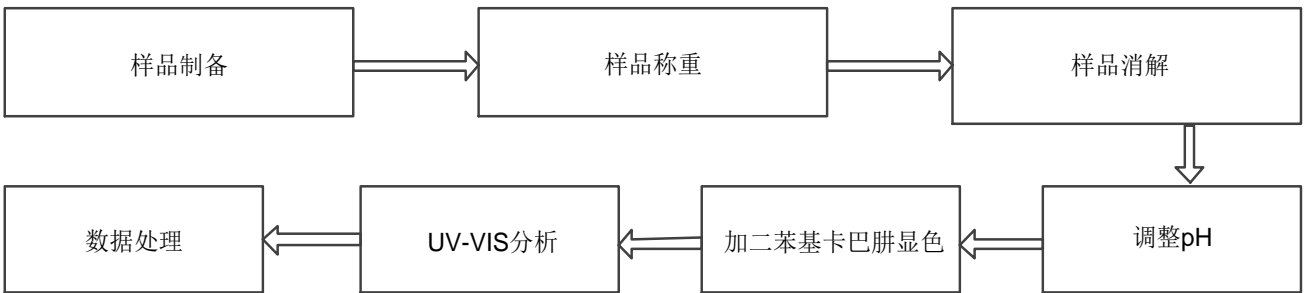 样品制备
样品称重
样品消解
调整pH
加二苯基卡巴肼显色
UV-VIS分析
数据处理